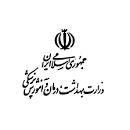 جمهوری اسلامی ایران
وزارت بهداشت درمان و آموزش پزشکی